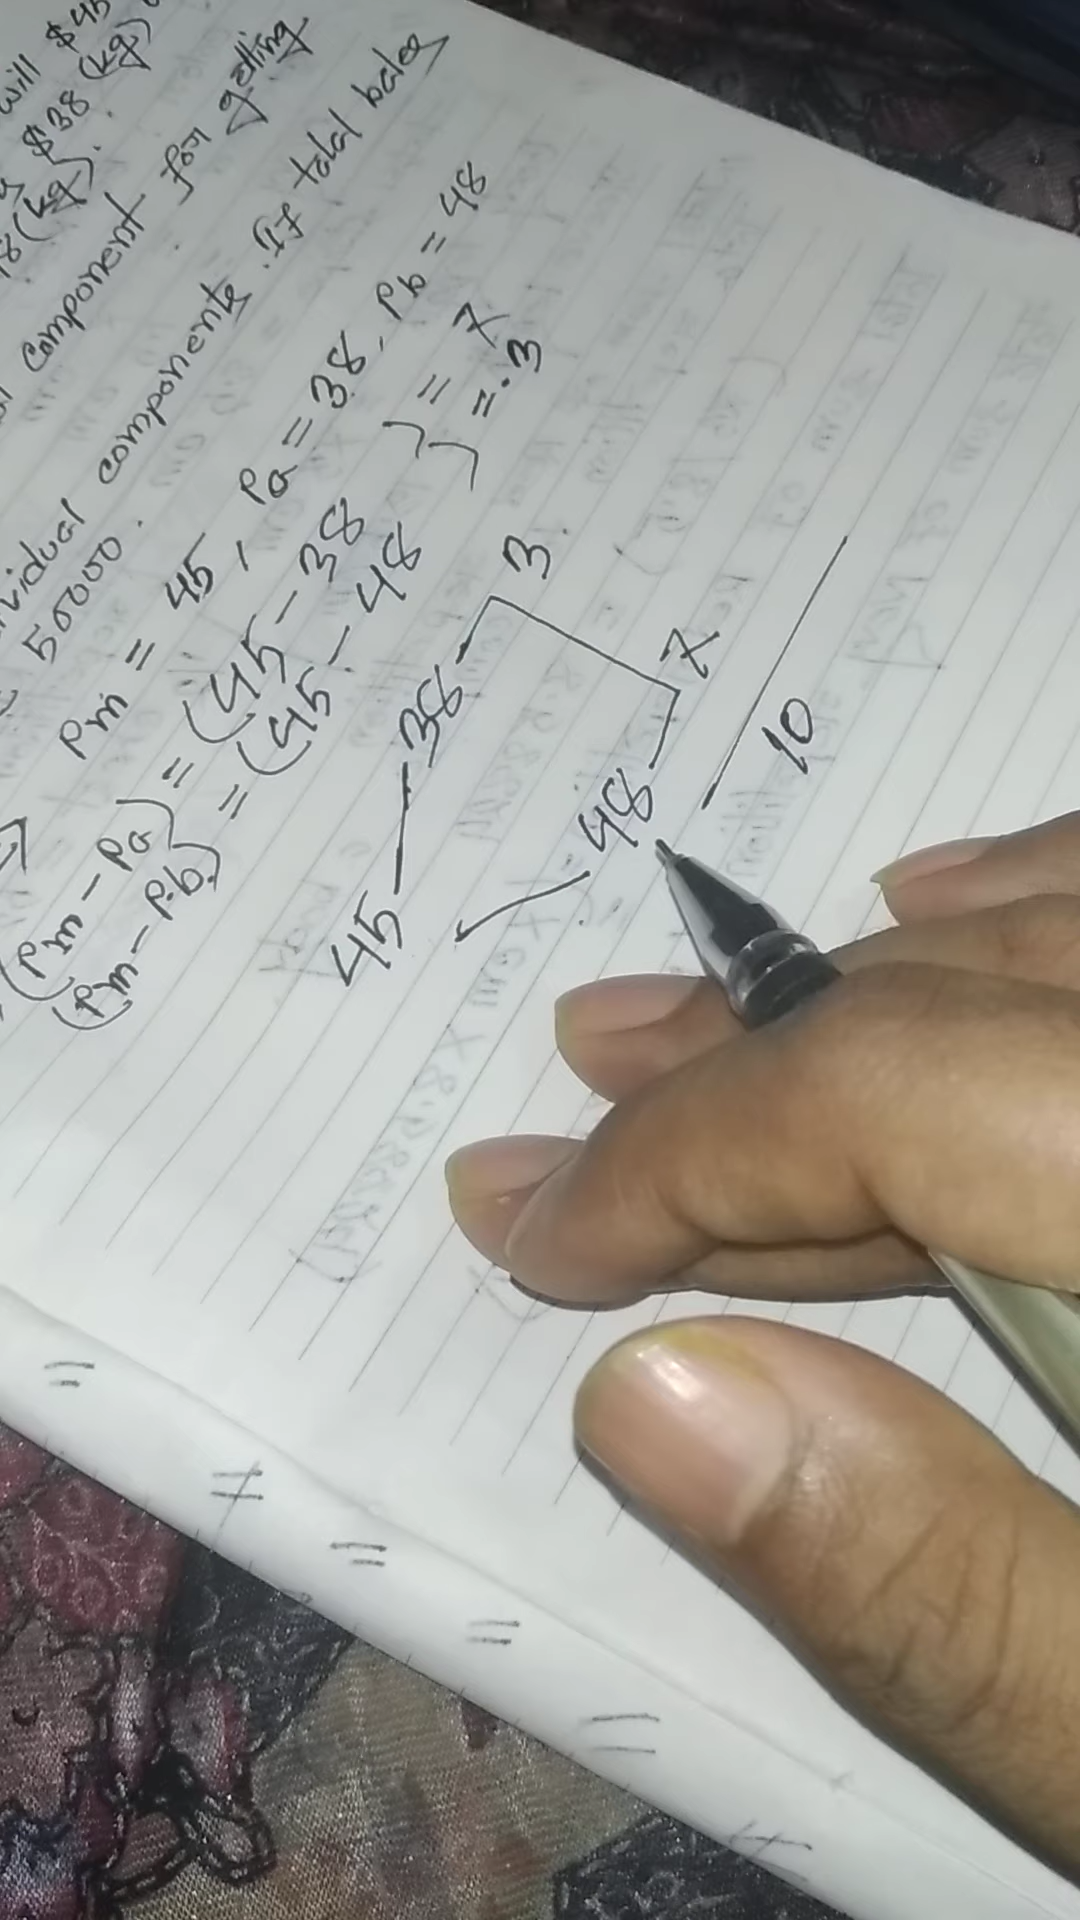 will $45
$38 (kg)
(kg).
component for getting
individual components. If total bales
50000.
Pm = 45, Pa = 38, Pb = 48
(Pm - Pa) = (45 - 38) = 7
(Pm - Pb) = (45 - 48) = 3
45 38 3
48 7
10